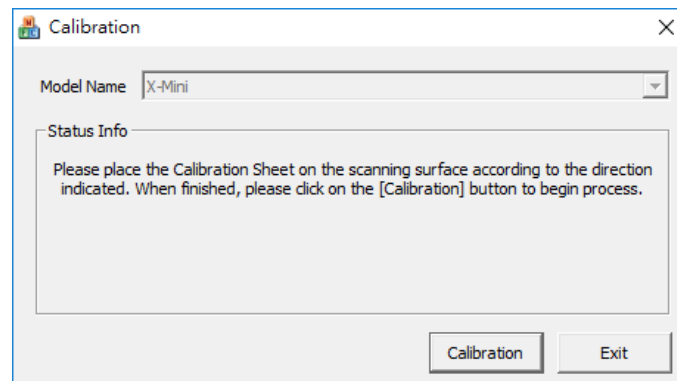 Calibration
Model Name X-Mini
Status Info
Please place the Calibration Sheet on the scanning surface according to the direction
indicated. When finished, please click on the [Calibration] button to begin process.
Calibration Exit